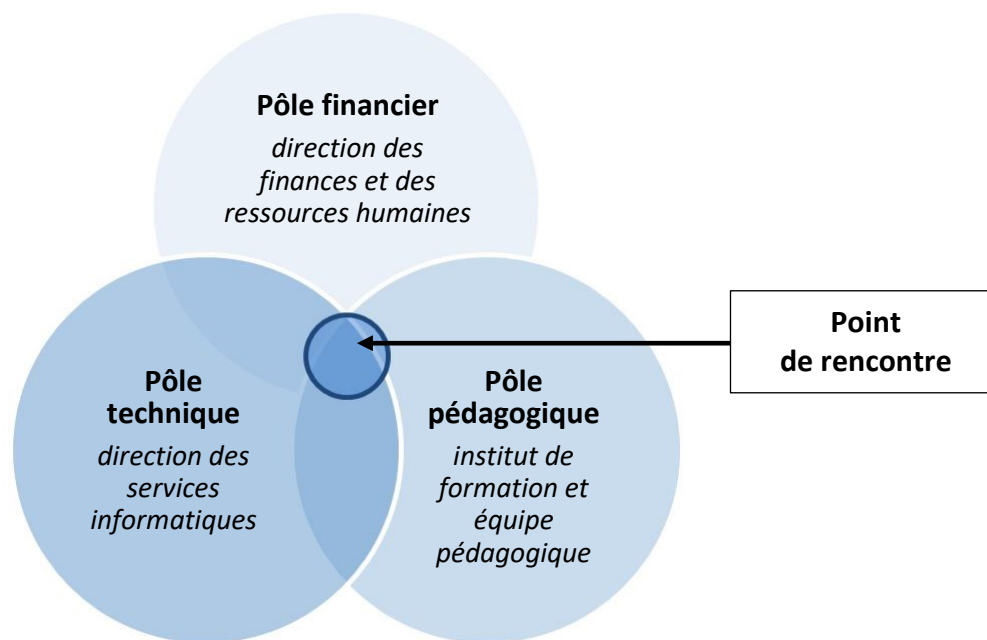 Pôle financier
direction des
finances et des
ressources humaines
Pôle
technique
direction des
services
informatiques
Pôle
pédagogique
institut de
formation et
équipe
pédagogique
Point
de rencontre